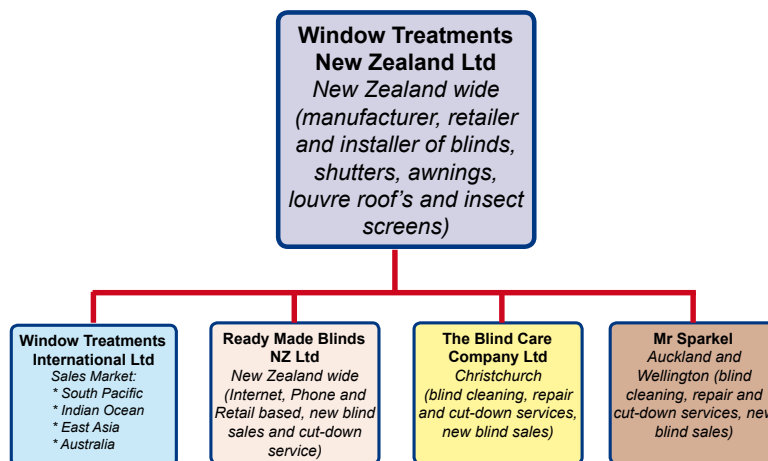 Window Treatments
New Zealand Ltd
New Zealand wide
(manufacturer, retailer
and installer of blinds,
shutters, awnings,
louvre roof's and insect
screens)
Window Treatments
International Ltd
Sales Market:
* South Pacific
* Indian Ocean
* East Asia
* Australia
Ready Made Blinds
NZ Ltd
New Zealand wide
(Internet, Phone and
Retail based, new blind
sales and cut-down
service)
The Blind Care
Company Ltd
Christchurch
(blind cleaning, repair
and cut-down services,
new blind sales)
Mr Sparkel
Auckland and
Wellington (blind
cleaning, repair and
cut-down services, new
blind sales)